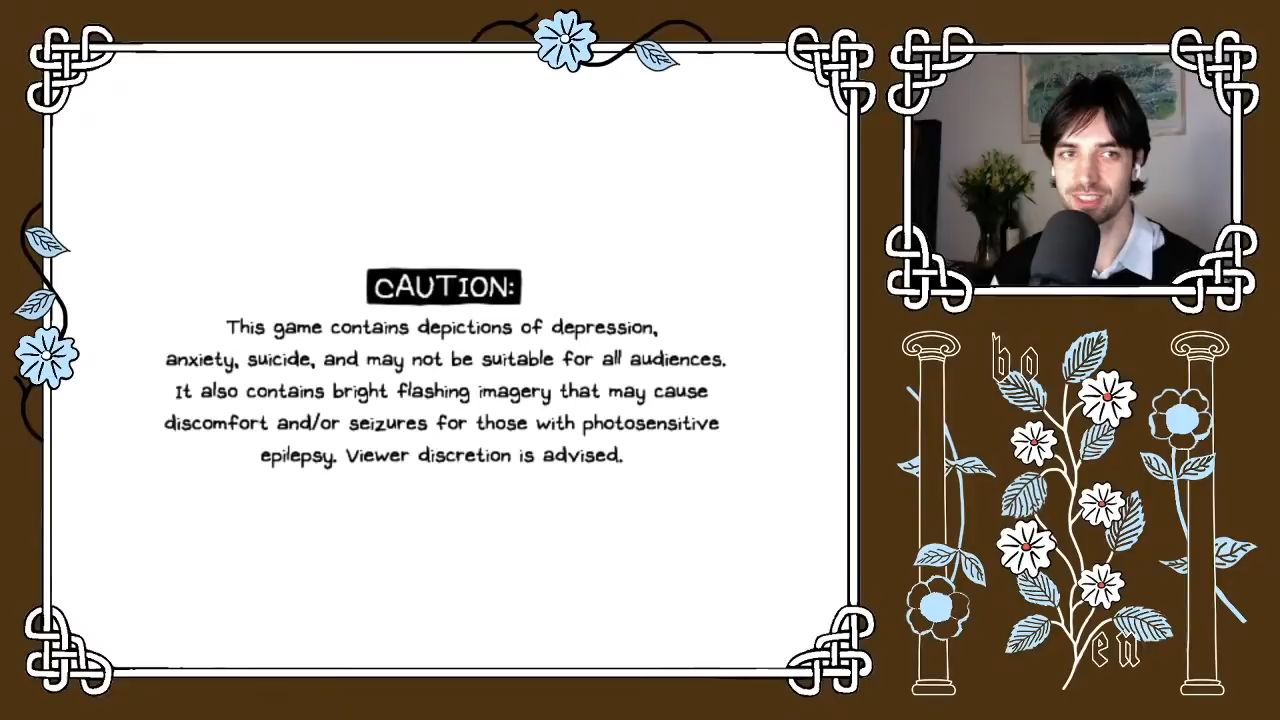 CAUTION:
This game contains depictions of depression,
anxiety, suicide, and may not be suitable for all audiences.
It also contains bright flashing imagery that may cause
discomfort and/or seizures for those with photosensitive
epilepsy. Viewer discretion is advised.
bo
en